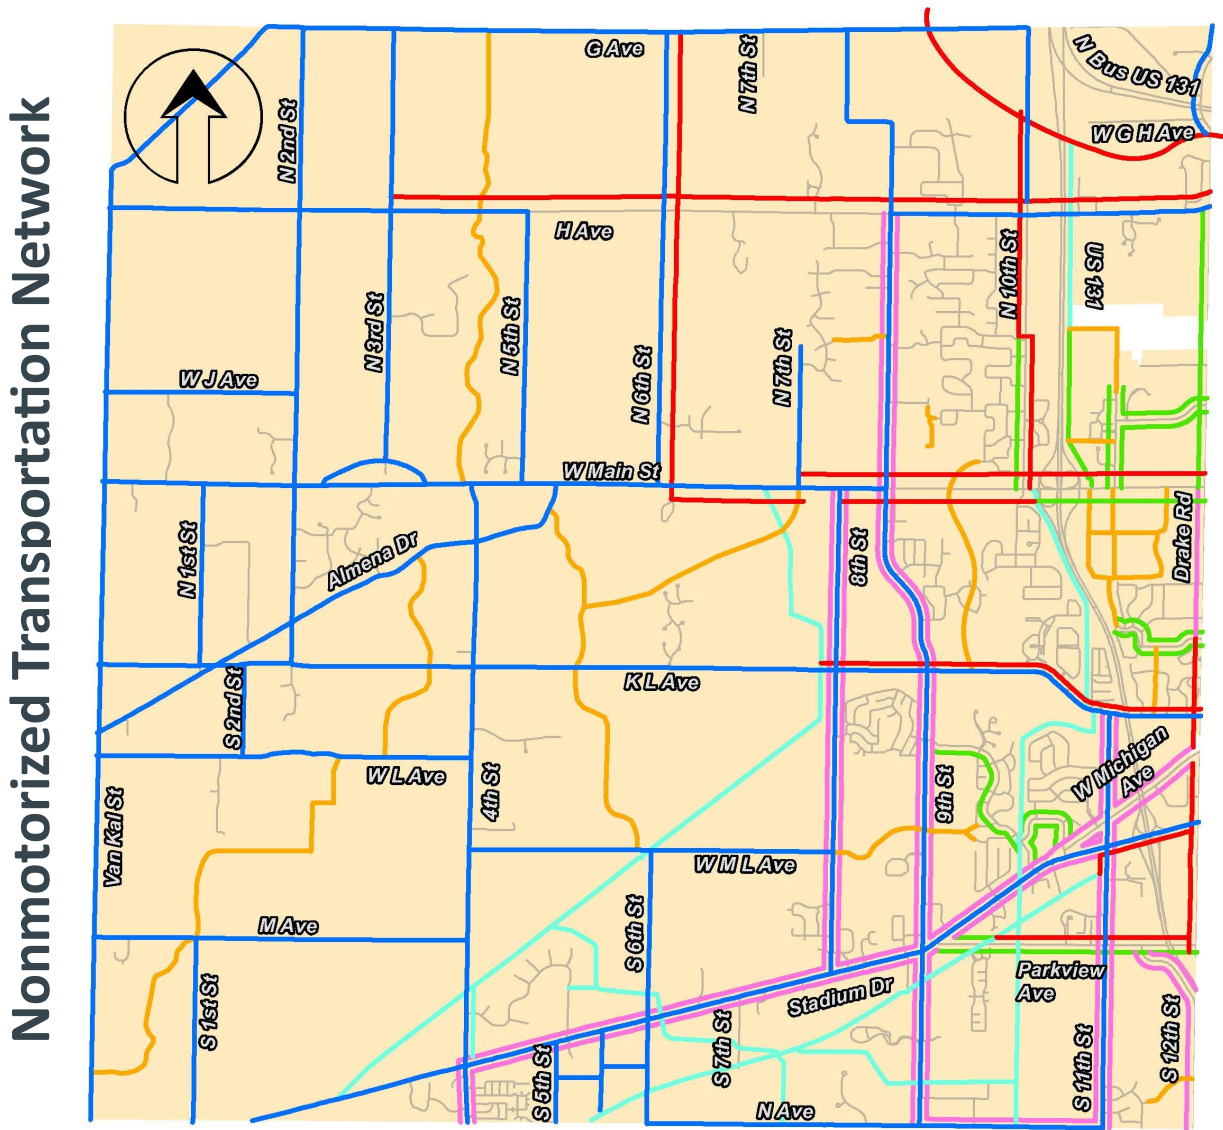 Nonmotorized Transportation Network
G Ave
N 7th St
N Bus US 131
N 2nd St
W G H Ave
H Ave
N 10th St
US 131
N 3rd St
N 5th St
N 6th St
N 7th St
W J Ave
W Main St
N 1st St
Almena Dr
8th St
Drake Rd
S 2nd St
K L Ave
W L Ave
4th St
9th St
W Michigan
Ave
Van Kal St
W M L Ave
M Ave
S 6th St
S 1st St
Stadium Dr
Parkview
Ave
S 7th St
S 5th St
S 11th St
S 12th St
N Ave